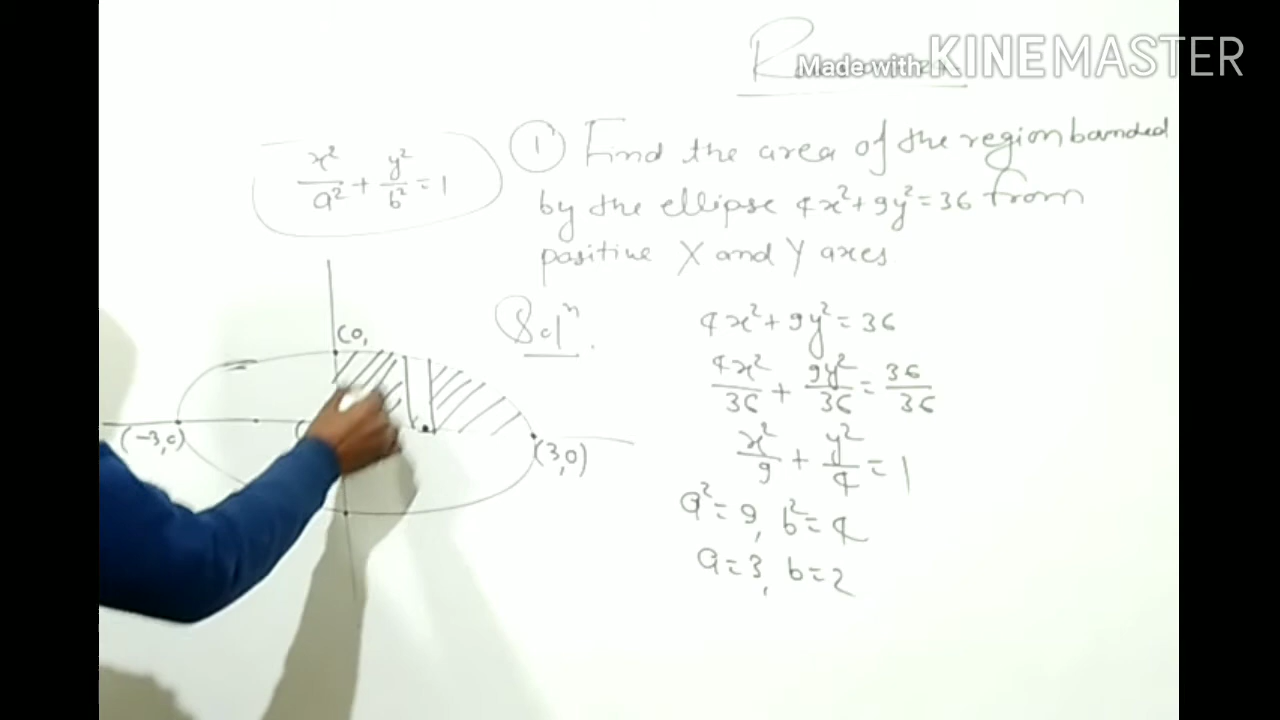 Made with KINEMASTER
x²/a² + y²/b² = 1
① Find the area of the region bounded
by the ellipse 4x² + 9y² = 36 from
positive X and Y axes
Solⁿ.
4x² + 9y² = 36
4x²/36 + 9y²/36 = 36/36
x²/9 + y²/4 = 1
a² = 9, b² = 4
a = 3, b = 2
(0,
(-3,0)
(
(3,0)